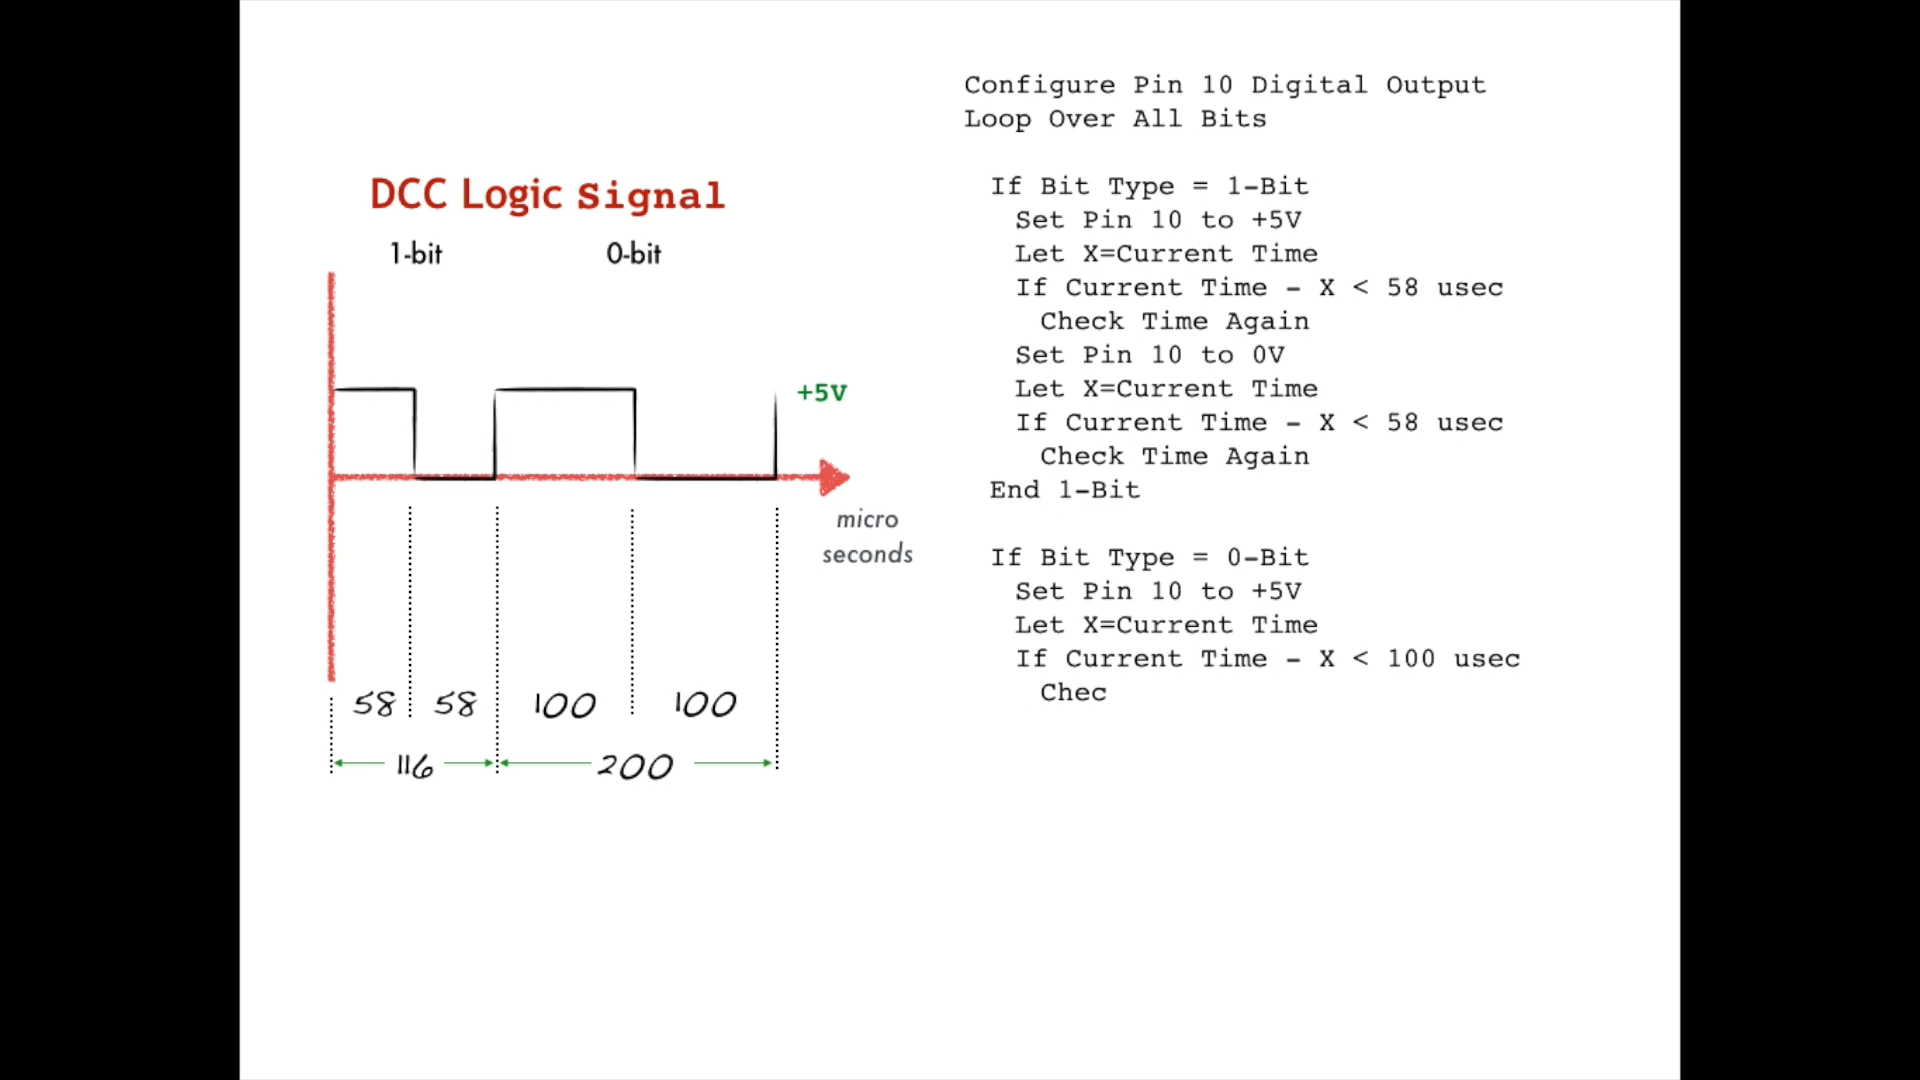 DCC Logic Signal
1-bit 0-bit
+5V
micro
seconds
58 58 100 100
116 200
Configure Pin 10 Digital Output
Loop Over All Bits
If Bit Type = 1-Bit
Set Pin 10 to +5V
Let X=Current Time
If Current Time - X < 58 usec
Check Time Again
Set Pin 10 to 0V
Let X=Current Time
If Current Time - X < 58 usec
Check Time Again
End 1-Bit
If Bit Type = 0-Bit
Set Pin 10 to +5V
Let X=Current Time
If Current Time - X < 100 usec
Chec